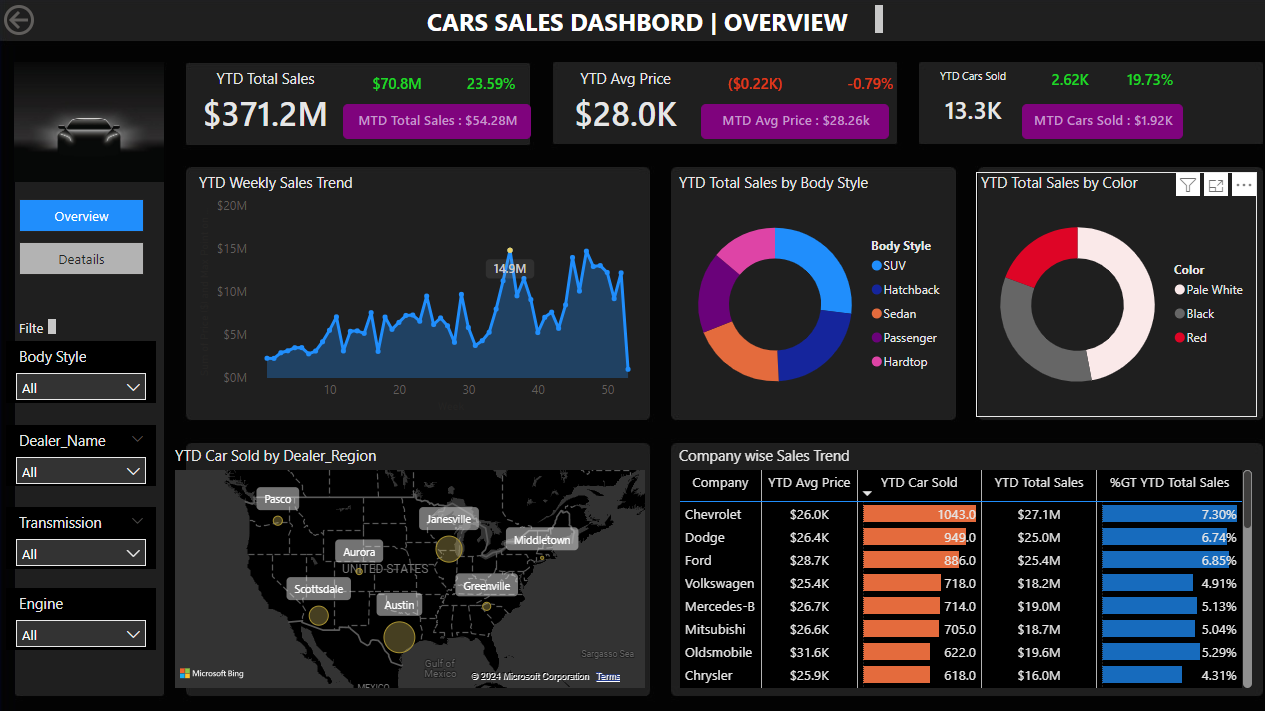 CARS SALES DASHBORD | OVERVIEW
YTD Total Sales
$70.8M 23.59%
$371.2M
MTD Total Sales : $54.28M
YTD Avg Price
($0.22K) -0.79%
$28.0K
MTD Avg Price : $28.26k
YTD Cars Sold
2.62K 19.73%
13.3K
MTD Cars Sold : $1.92K
Overview
Deatails
Filte
Body Style
All
Dealer_Name
All
Transmission
All
Engine
All
YTD Weekly Sales Trend
$20M
$15M
$10M
$5M
$0M
14.9M
10 20 30 40 50
YTD Total Sales by Body Style
Body Style
SUV
Hatchback
Sedan
Passenger
Hardtop
YTD Total Sales by Color
Color
Pale White
Black
Red
YTD Car Sold by Dealer_Region
Pasco
Janesville
Middletown
Aurora
UNITED STATES
Scottsdale
Greenville
Austin
Gulf of
Mexico
Sargasso Sea
MEXICO
Microsoft Bing
© 2024 Microsoft Corporation Terms
Company wise Sales Trend
Company YTD Avg Price YTD Car Sold YTD Total Sales %GT YTD Total Sales
Chevrolet $26.0K 1043.0 $27.1M 7.30%
Dodge $26.4K 949.0 $25.0M 6.74%
Ford $28.7K 886.0 $25.4M 6.85%
Volkswagen $25.4K 718.0 $18.2M 4.91%
Mercedes-B $26.7K 714.0 $19.0M 5.13%
Mitsubishi $26.6K 705.0 $18.7M 5.04%
Oldsmobile $31.6K 622.0 $19.6M 5.29%
Chrysler $25.9K 618.0 $16.0M 4.31%